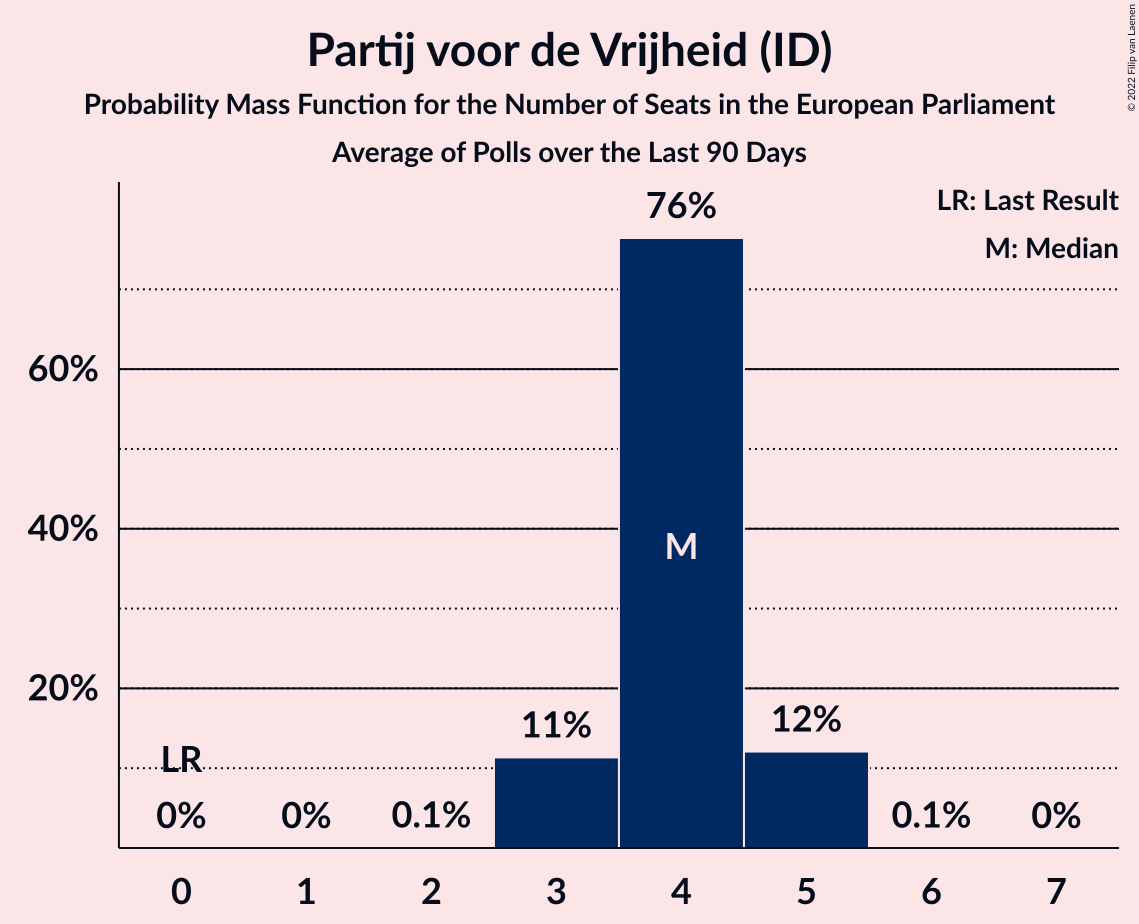 Partij voor de Vrijheid (ID)
Probability Mass Function for the Number of Seats in the European Parliament
Average of Polls over the Last 90 Days
© 2022 Filip van Laenen
LR: Last Result
M: Median
76%
60%
40%
M
20%
11%
12%
LR
0%
0%
0.1%
0.1%
0%
0 1 2 3 4 5 6 7